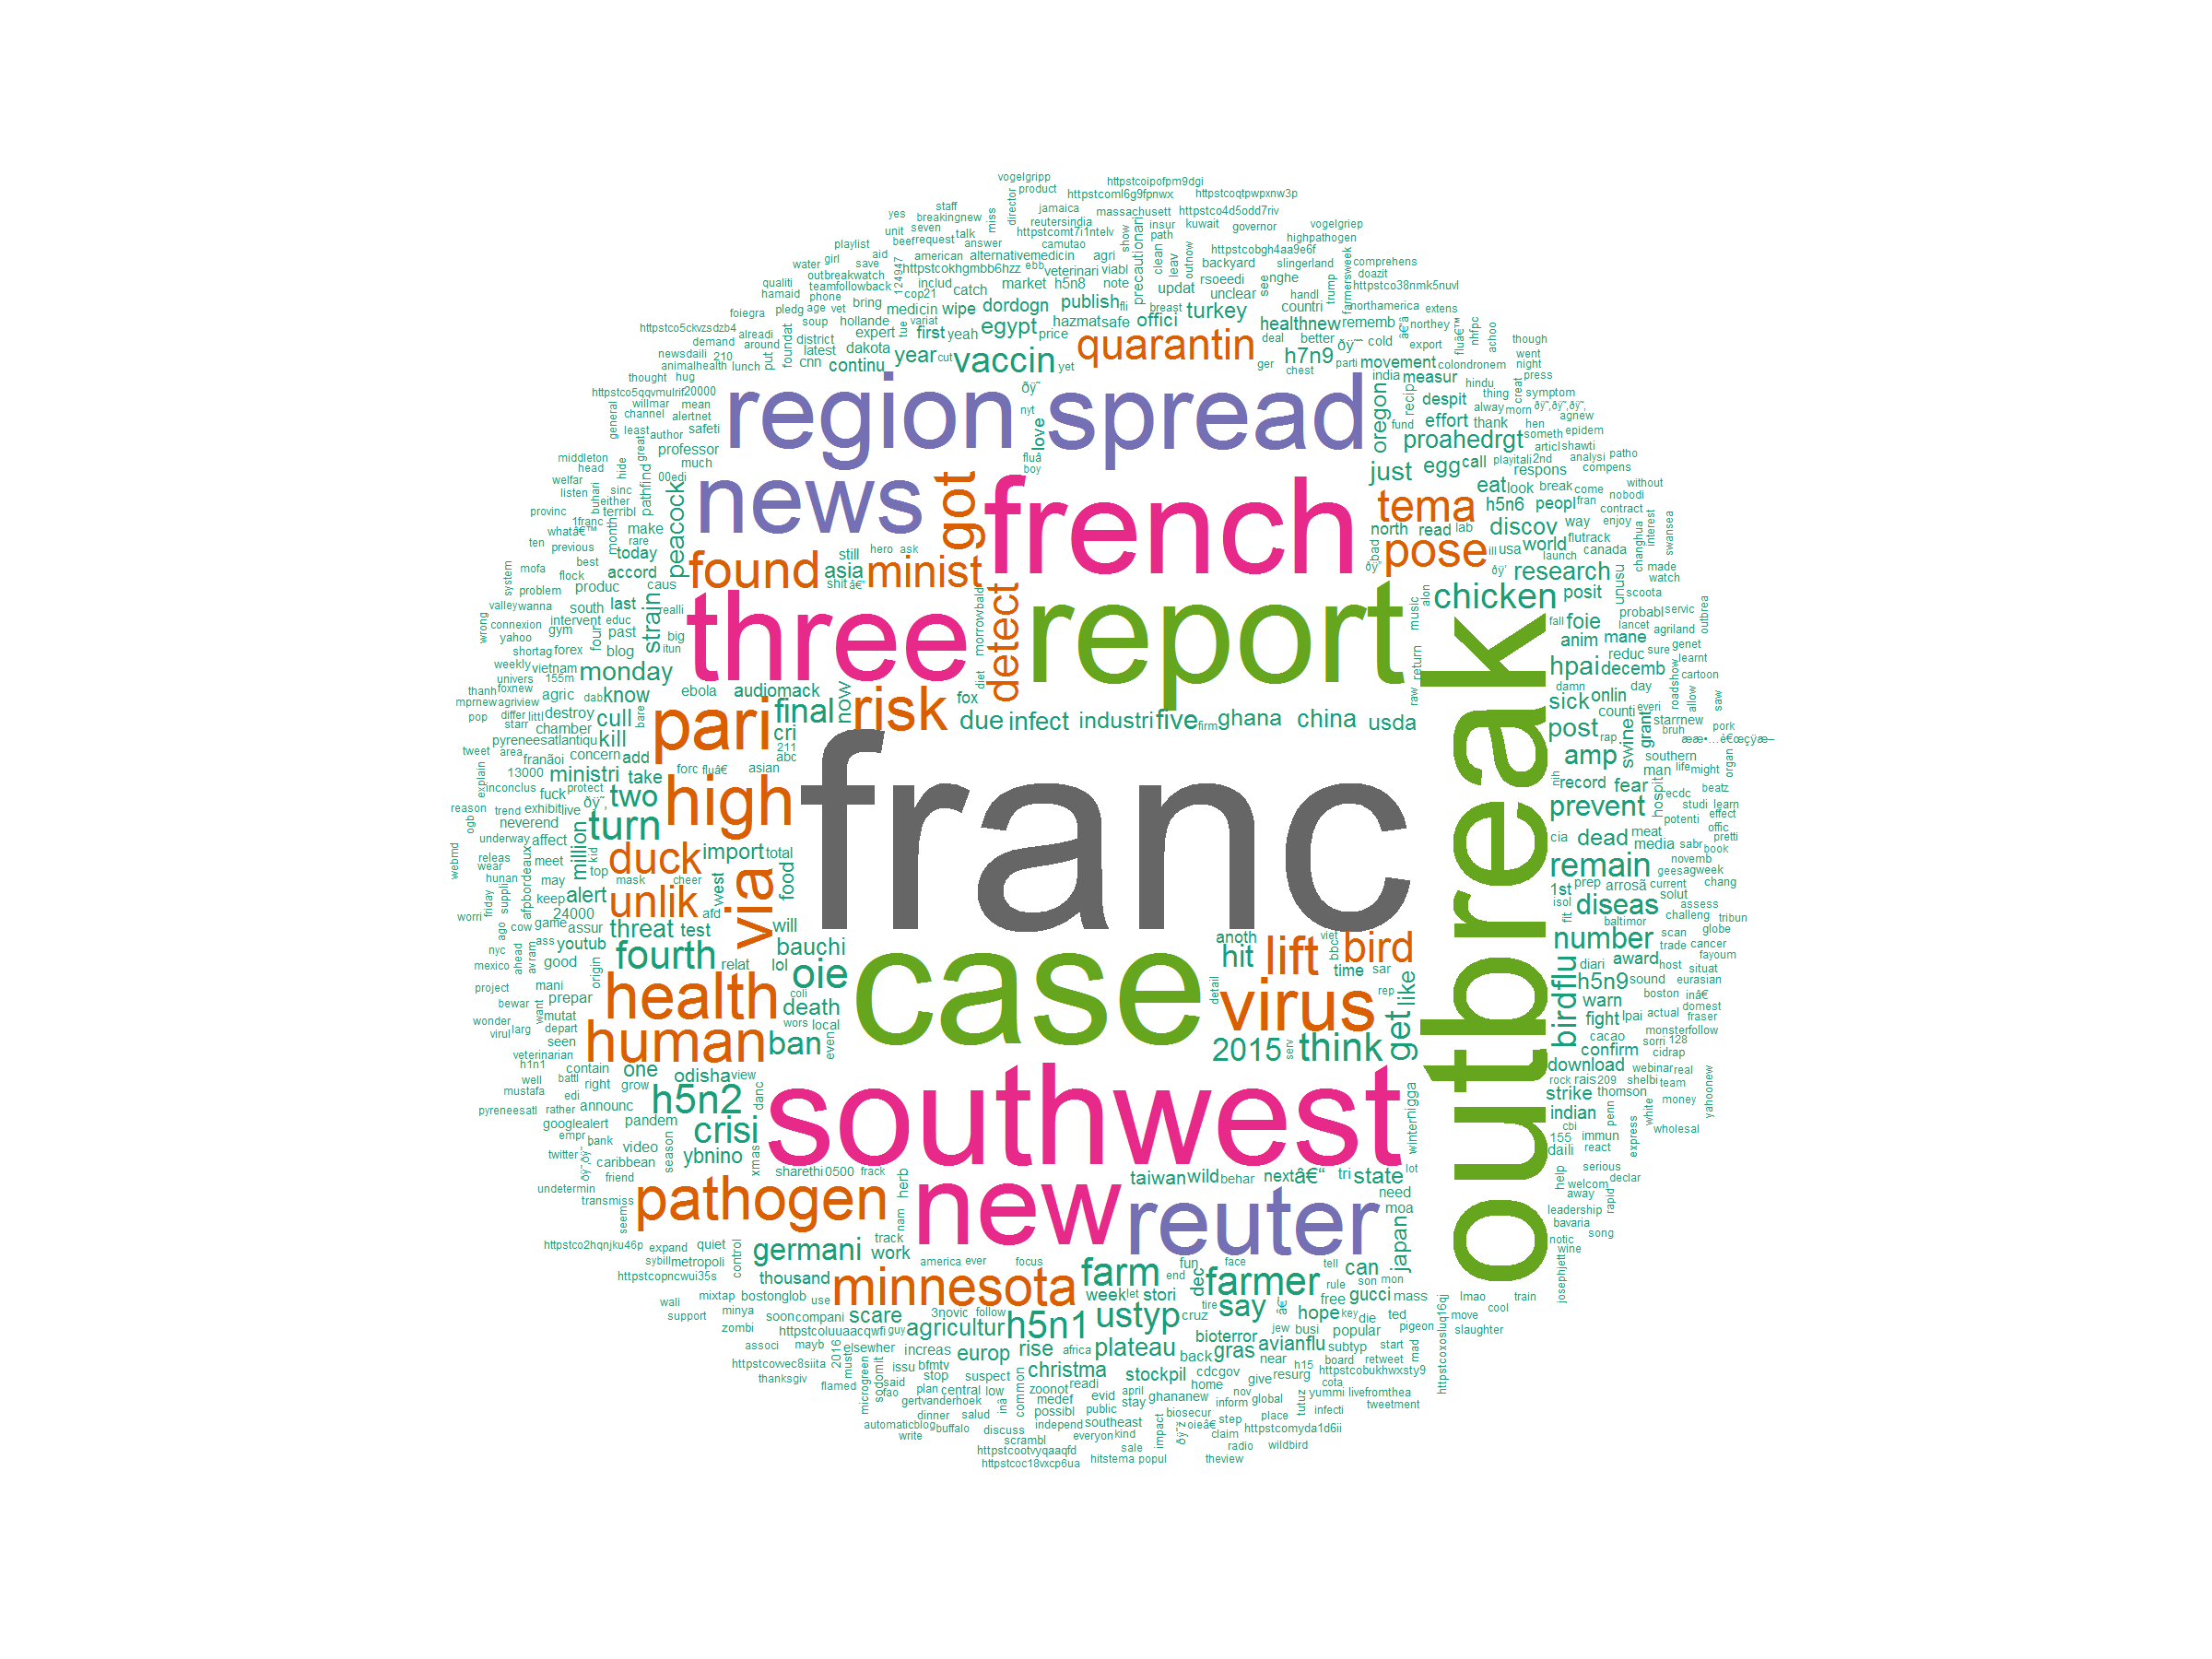 franc
outbreak
case
report
southwest
three
french
new
region
spread
news
reuter
pari
high
health
human
pathogen
minnesota
virus
lift
bird
risk
found
minist
got
detect
quarantin
tema
pose
duck
unlik
via
vaccin
h5n2
crisi
h5n1
ustyp
farmer
farm
oie
ban
fourth
turn
two
think
2015
get
like
hit
remain
prevent
diseas
number
birdflu
chicken
hpai
amp
post
sick
dead
research
discov
proahedrgt
just
egg
eat
oregon
peacock
strain
monday
final
now
due
infect
industri
five
ghana
china
usda
cri
cull
kill
ministri
million
import
food
alert
threat
test
bauchi
death
germani
work
japan
state
taiwan
wild
say
can
hope
gucci
agricultur
scare
plateau
christma
stockpil
europ
rise
gras
avianflu
bioterror
swine
grant
fear
world
foie
mane
anim
decemb
h5n9
h5n6
h5n8
h7n9
turkey
egypt
dordogn
publish
year
continu
wipe
medicin
offici
hazmat
safe
healthnew
movement
measur
effort
call
confirm
download
strike
indian
warn
fight
award
record
odisha
ybnino
one
video
pandem
announc
googlealert
caribbean
vogelgripp
product
director
httpstcoipofpm9dgi
httpstcoml6g9fpnwx
httpstcoqtpwpxnw3p
staff
breakingnew
miss
jamaica
massachusett
httpstco4d5odd7riv
yes
seven
reutersindia
insur
kuwait
governor
vogelgriep
unit
talk
httpstcomt7i1ntelv
path
highpathogen
playlist
beef
request
answer
camutao
show
precautionari
clean
leav
outnow
httpstcobgh4aa9e6f
farmersweek
water
girl
aid
save
american
alternativemedicin
agri
backyard
slingerland
comprehens
outbreakwatch
124947
httpstcokhgmbb6hzz
ebb
veterinari
viabl
rsoeedi
see
nghe
trump
doazit
qualiti
teamfollowback
includ
catch
market
note
updat
unclear
handl
northamerica
httpstco38nmk5nuvl
hamaid
phone
bring
cop21
breast
countri
extens
foiegra
pledg
age
vet
fli
rememb
northey
httpstco5ckvzsdzb4
soup
hollande
variat
first
yeah
price
deal
better
cold
export
nhfpc
achoo
though
demand
alreadi
around
put
foundat
district
expert
tue
newsdaili
210
latest
dakota
cut
yet
ger
chest
parti
india
colondronem
went
night
animalhealth
lunch
cnn
thought
hug
hindu
creat
press
httpstco5qqvmulrif
20000
love
nyt
fund
recip
despit
thing
symptom
willmar
mean
general
channel
alertnet
alway
morn
agnew
least
author
safeti
great
boy
thank
hen
epidem
professor
much
someth
articl
shawti
middleton
head
hide
pathfind
00edi
playitali
2nd
analysi
patho
welfar
listen
sinc
buhari
respons
compens
without
provinc
either
terribl
look
break
come
nobodi
1franc
month
make
peopl
fran
contract
rare
today
still
hero
ask
asia
north
read
lab
way
enjoy
interest
ten
previous
best
accord
bad
ill
usa
flutrack
canada
changhua
swansea
mofa
flock
produc
caus
shit
launch
made
watch
system
problem
south
last
realli
posit
unusu
scoota
valley
wanna
intervent
educ
music
alon
probabl
servic
connexion
gym
four
past
big
fall
lancet
agriland
outbrea
wrong
yahoo
forex
blog
itun
morrowvbald
reduc
sure
genet
shortag
weekly
vietnam
learnt
univers
155m
ebola
audiomack
diet
raw
return
day
roadshow
cartoon
thanh
foxnew
agric
dab
know
fox
firm
damn
onlin
allow
saw
mprnew
agriview
destroy
bare
counti
everi
pop
differ
littl
starrnew
pork
starr
chamber
211
abc
rap
bruh
pyreneesatlantiqu
tweet
area
concern
add
southern
franãoi
forc
asian
man
life
might
organ
13000
take
nih
hospit
explain
inconclus
fuck
protect
recdc
beatz
reason
trend
exhibit
live
studi
learn
ogb
neverend
potenti
effect
underway
affect
total
cia
meat
offic
pretti
webmd
releas
wear
meet
kid
top
media
sabr
book
hunan
may
mask
cheer
west
novemb
gees
agweek
friday
suppli
afpbordeaux
keep
prep
arrosã
current
chang
worri
24000
afd
will
1st
isol
solut
assess
ago
cow
game
assur
challeng
tribun
nyc
ass
youtub
relat
lol
anoth
viet
bbc
fit
baltimor
globe
mexico
ahead
avram
good
origin
time
sar
scan
trade
cancer
fayoum
project
mani
coli
detail
rep
diari
host
situat
bewar
prepar
sound
eurasian
wonder
want
mutat
wors
local
boston
virul
larg
depart
even
serv
lpai
actual
domest
fraser
seen
monsterfollow
veterinarian
cacao
sorri
128
h1n1
contain
cidrap
well
battl
right
grow
view
danc
webinar
real
mustafa
edi
rock
rais
209
shelbi
team
pyreneesatl
rather
winternigga
thomson
money
empr
bank
season
cbi
penn
white
yahoonew
twitter
155
immun
express
wholesal
friend
xmas
sharethi
0500
frack
daili
react
undetermin
behar
next
tri
lot
serious
transmiss
herb
need
help
welcom
declar
seem
nam
moa
away
rapid
httpstco2hqnjku46p
expand
quiet
track
leadership
bavaria
sybill
metropoli
control
america
ever
focus
fun
face
tell
notic
song
wine
httpstcopncwui35s
thousand
end
dec
son
mon
josephjett
mixtap
bostonglob
use
week
let
stori
rule
free
mass
wali
support
minya
soon
compani
3novic
follow
cruz
tire
key
die
ted
lmao
cool
train
zombi
httpstcoluuaacqwfi
guy
jew
busi
popular
pigeon
move
slaughter
associ
mayb
elsewher
increas
africa
back
near
subtyp
start
mad
httpstcoxosluq16qj
httpstcovvec8siita
2016
must
issu
bfmtv
h15
board
retweet
thanksgiv
flamed
microgreen
sodomit
said
stop
suspect
readi
cdcgov
give
resurg
httpstcobukhwxsty9
fao
plan
central
low
zoonot
april
home
cota
gertvanderhoek
common
medef
evid
ghananew
nov
global
yummi
livefromthea
dinner
salud
possibl
public
stay
inform
tutuz
infecti
tweetment
automaticblog
buffalo
independ
southeast
biosecur
step
place
write
discuss
everyon
kind
impact
claim
httpstcomyda1d6ii
scrambl
sale
radio
wildbird
httpstcootvyqaaqfd
httpstcoc18vxcp6ua
hitstema
popul
theview